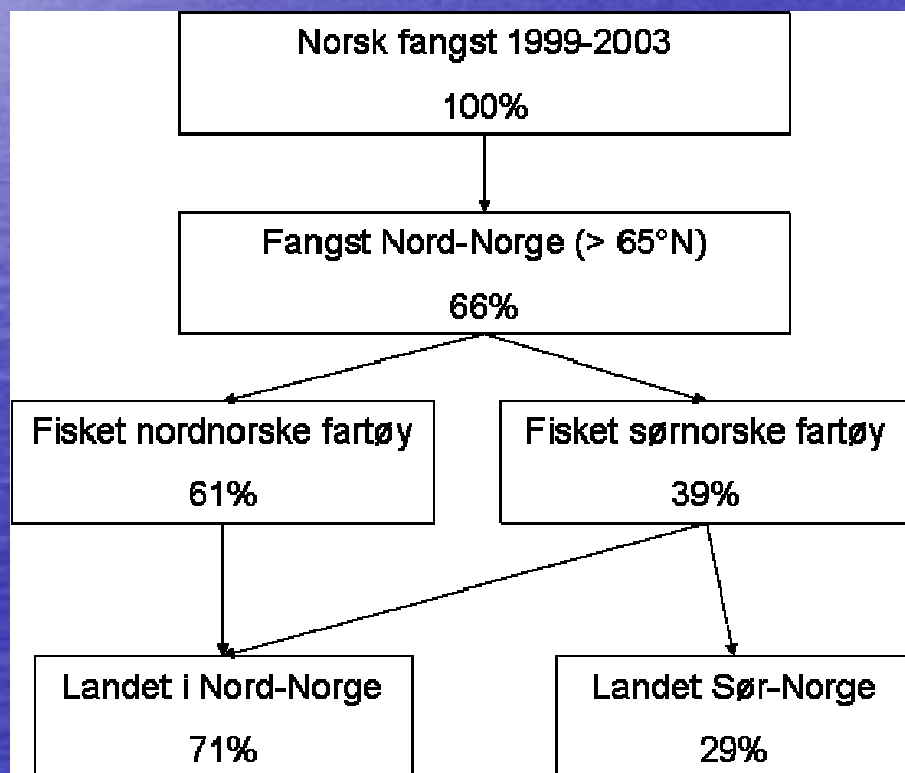 Norsk fangst 1999-2003
100%
Fangst Nord-Norge (> 65°N)
66%
Fisket nordnorske fartøy
61%
Fisket sørnorske fartøy
39%
Landet i Nord-Norge
71%
Landet Sør-Norge
29%